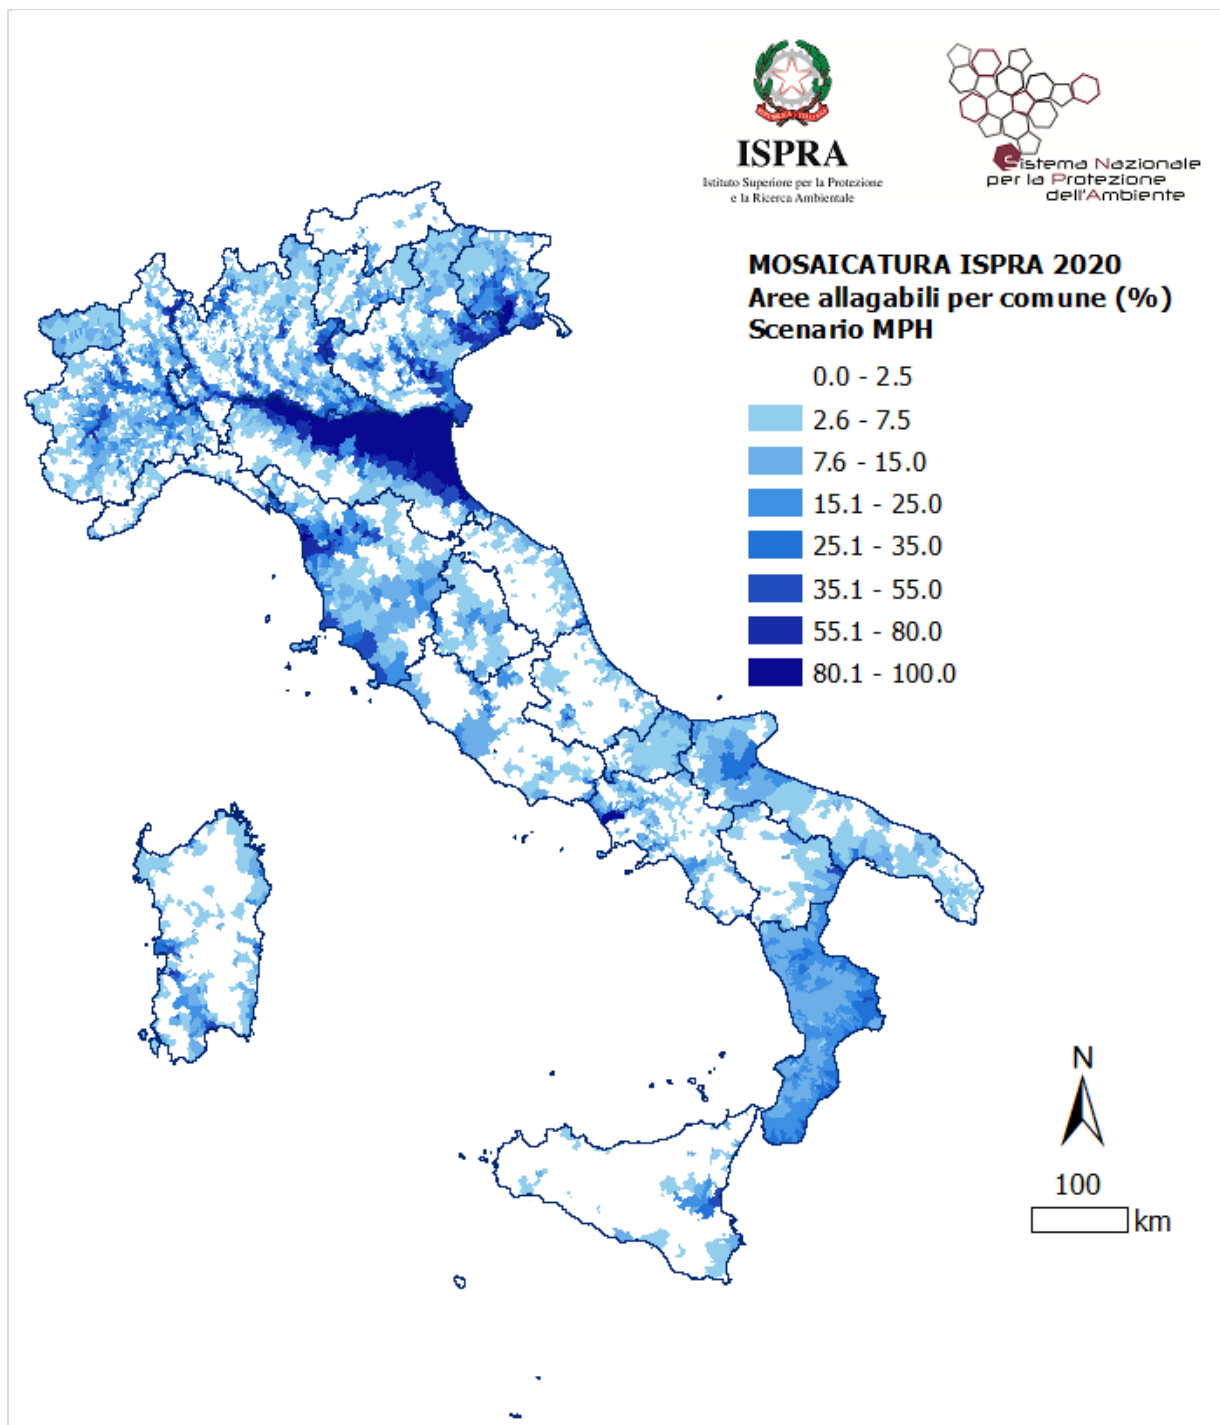 ISPRA
Istituto Superiore per la Protezione
e la Ricerca Ambientale
Sistema Nazionale
per la Protezione
dell'Ambiente
MOSAICATURA ISPRA 2020
Aree allagabili per comune (%)
Scenario MPH
0.0 - 2.5
2.6 - 7.5
7.6 - 15.0
15.1 - 25.0
25.1 - 35.0
35.1 - 55.0
55.1 - 80.0
80.1 - 100.0
N
100
km